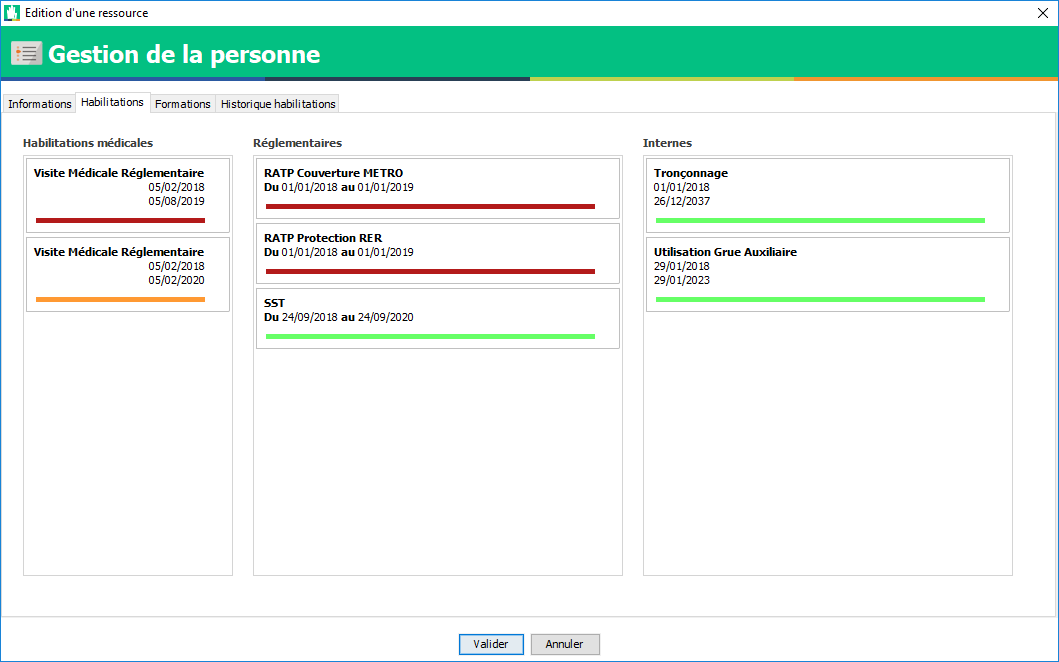 Edition d'une ressource
Gestion de la personne
Informations
Habilitations
Formations
Historique habilitations
Habilitations médicales
Visite Médicale Réglementaire
05/02/2018
05/08/2019
Visite Médicale Réglementaire
05/02/2018
05/02/2020
Réglementaires
RATP Couverture METRO
Du 01/01/2018 au 01/01/2019
RATP Protection RER
Du 01/01/2018 au 01/01/2019
SST
Du 24/09/2018 au 24/09/2020
Internes
Tronçonnage
01/01/2018
26/12/2037
Utilisation Grue Auxiliaire
29/01/2018
29/01/2023
Valider
Annuler